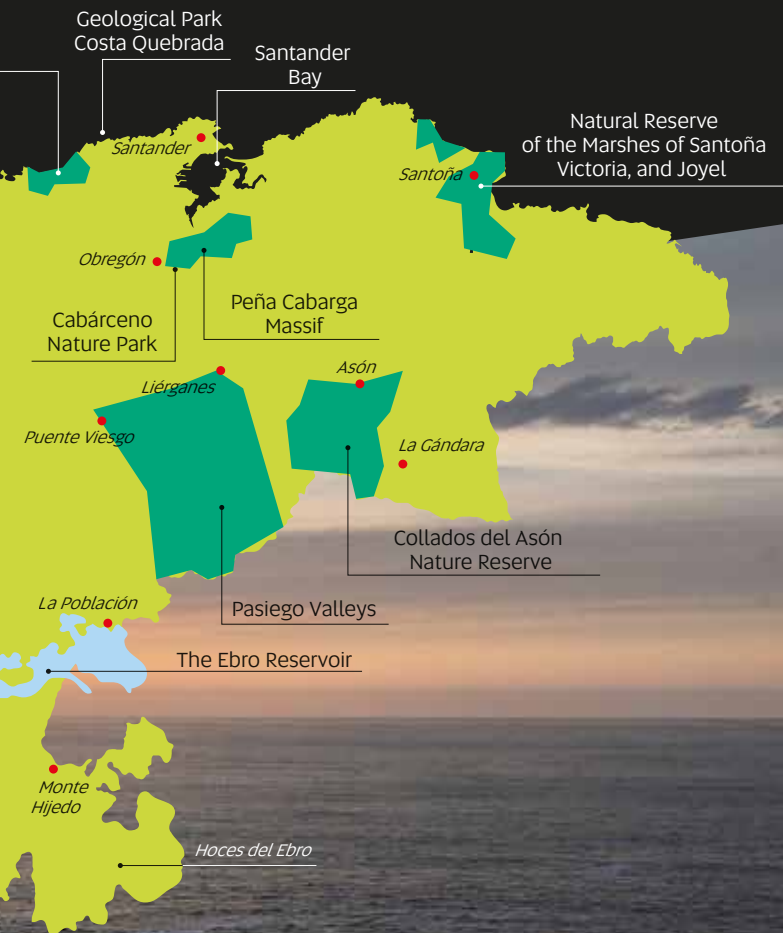 Geological Park
Costa Quebrada
Santander
Bay
Natural Reserve
of the Marshes of Santoña
Victoria, and Joyel
Santander
Santoña
Obregón
Peña Cabarga
Massif
Cabárceno
Nature Park
Asón
Liérganes
Puente Viesgo
La Gándara
Collados del Asón
Nature Reserve
La Población
Pasiego Valleys
The Ebro Reservoir
Monte
Hijedo
Hoces del Ebro